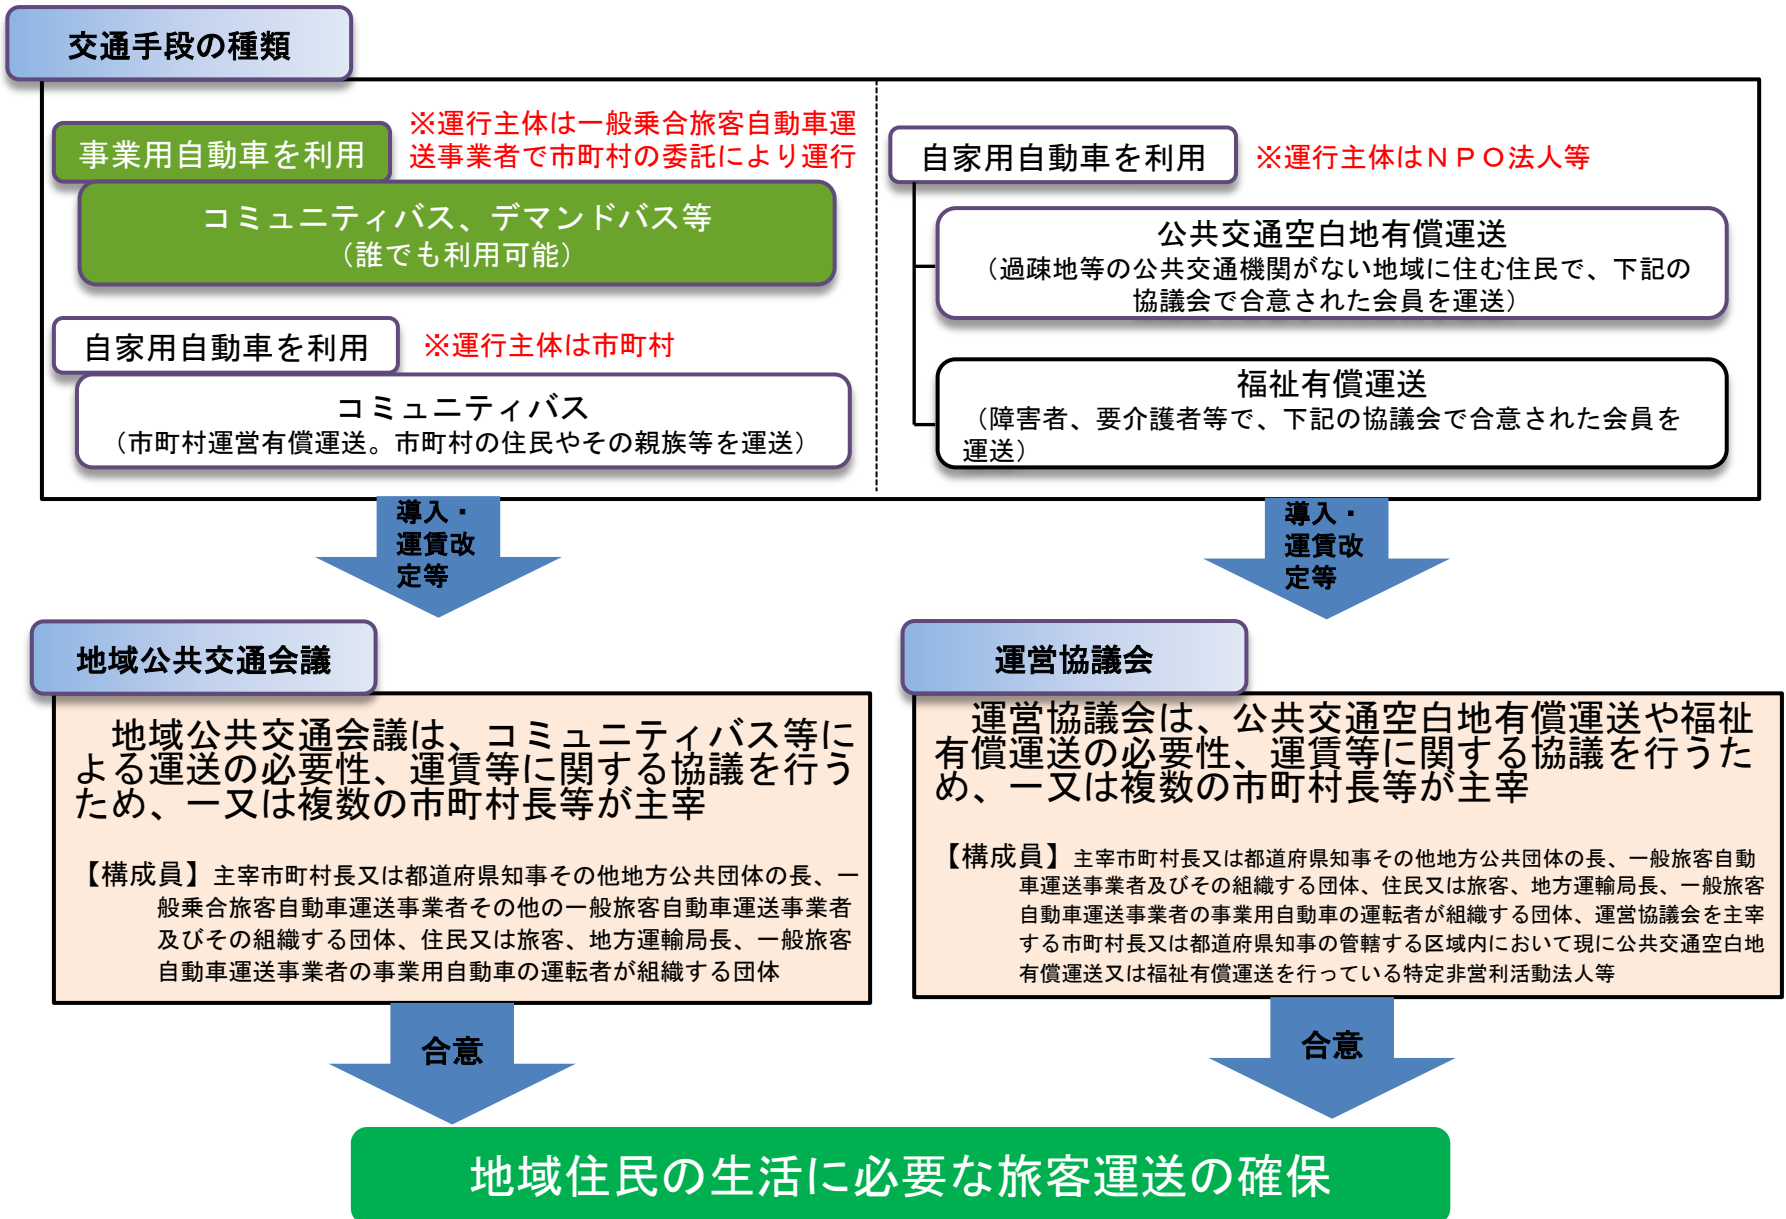 交通手段の種類
事業用自動車を利用
※運行主体は一般乗合旅客自動車運
送事業者で市町村の委託により運行
コミュニティバス、デマンドバス等
（誰でも利用可能）
自家用自動車を利用
※運行主体は市町村
コミュニティバス
（市町村運営有償運送。市町村の住民やその親族等を運送）
自家用自動車を利用
※運行主体はＮＰＯ法人等
公共交通空白地有償運送
（過疎地等の公共交通機関がない地域に住む住民で、下記の
協議会で合意された会員を運送）
福祉有償運送
（障害者、要介護者等で、下記の協議会で合意された会員を
運送）
導入・
運賃改
定等
導入・
運賃改
定等
地域公共交通会議
地域公共交通会議は、コミュニティバス等に
よる運送の必要性、運賃等に関する協議を行う
ため、一又は複数の市町村長等が主宰
【構成員】主宰市町村長又は都道府県知事その他地方公共団体の長、一
般乗合旅客自動車運送事業者その他の一般旅客自動車運送事業者
及びその組織する団体、住民又は旅客、地方運輸局長、一般旅客
自動車運送事業者の事業用自動車の運転者が組織する団体
運営協議会
運営協議会は、公共交通空白地有償運送や福祉
有償運送の必要性、運賃等に関する協議を行うた
め、一又は複数の市町村長等が主宰
【構成員】主宰市町村長又は都道府県知事その他地方公共団体の長、一般旅客自動
車運送事業者及びその組織する団体、住民又は旅客、地方運輸局長、一般旅客
自動車運送事業者の事業用自動車の運転者が組織する団体、運営協議会を主宰
する市町村長又は都道府県知事の管轄する区域内において現に公共交通空白地
有償運送又は福祉有償運送を行っている特定非営利活動法人等
合意
合意
地域住民の生活に必要な旅客運送の確保